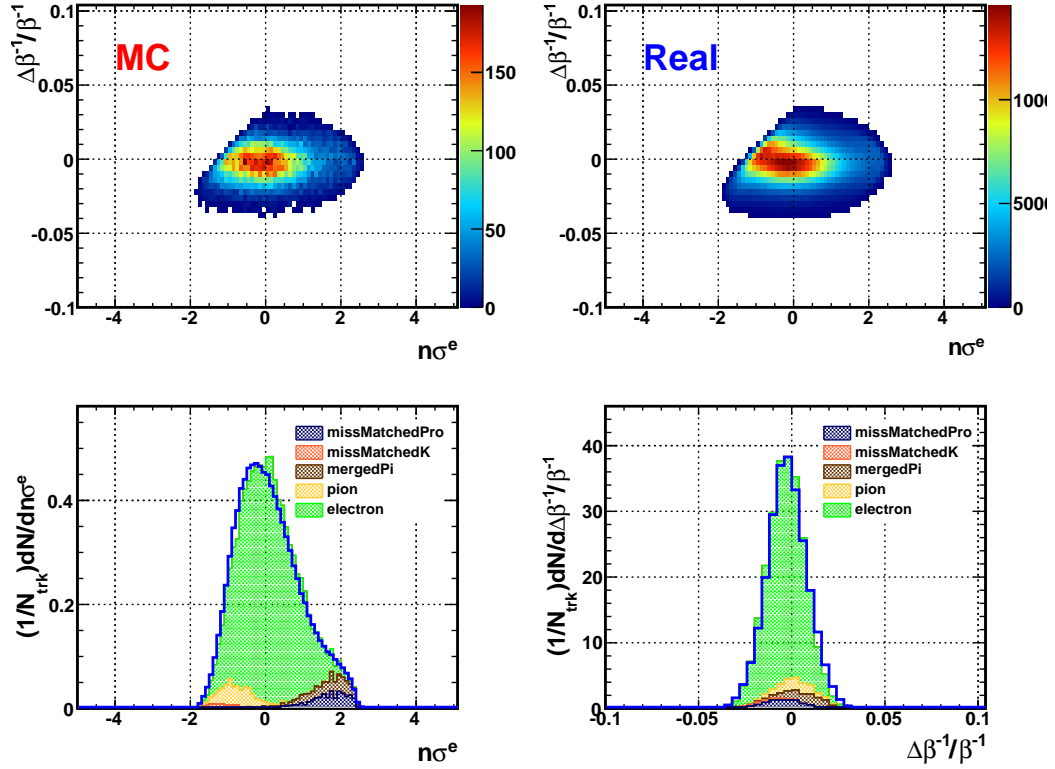 Δβ⁻¹/β⁻¹
MC
0.1
0.05
0
-0.05
-0.1
-4 -2 0 2 4
nσᵉ
150
100
50
0
Δβ⁻¹/β⁻¹
Real
0.1
0.05
0
-0.05
-0.1
-4 -2 0 2 4
nσᵉ
1000
5000
0
(1/N_trk)dN/dnσᵉ
0.4
0.2
0
-4 -2 0 2 4
nσᵉ
missMatchedPro
missMatchedK
mergedPi
pion
electron
(1/N_trk)dN/dΔβ⁻¹/β⁻¹
40
30
20
10
0
-0.1 -0.05 0 0.05 0.1
Δβ⁻¹/β⁻¹
missMatchedPro
missMatchedK
mergedPi
pion
electron